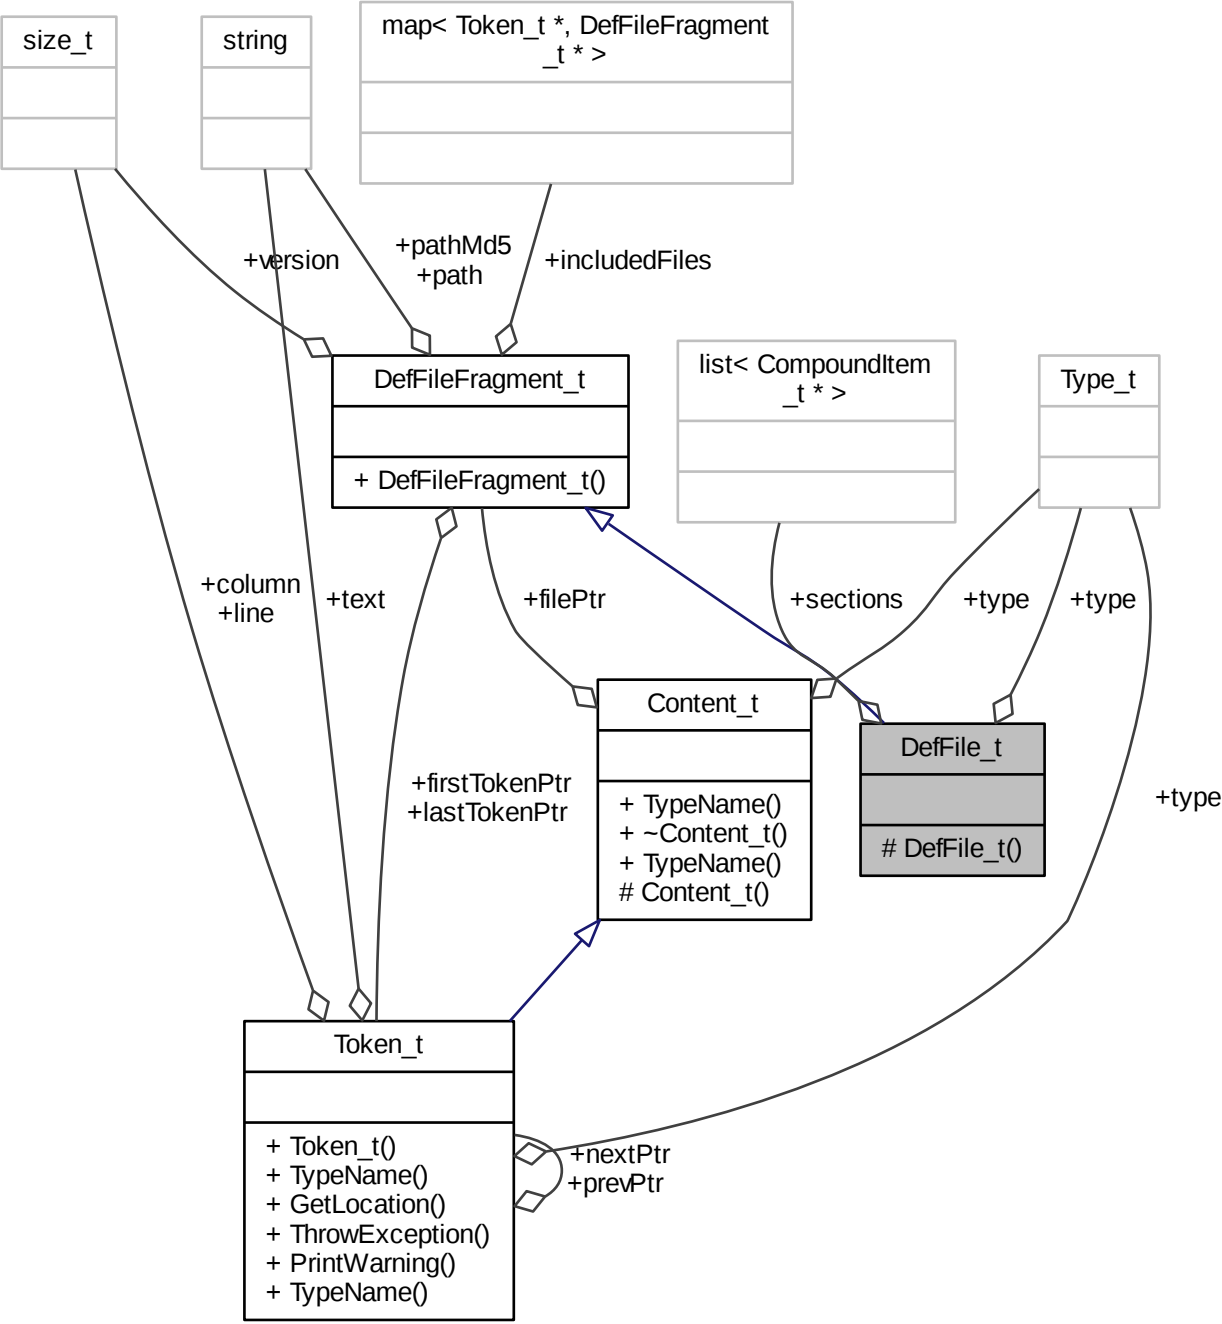 size_t
string
map< Token_t *, DefFileFragment
_t * >
+version
+pathMd5
+path
+includedFiles
DefFileFragment_t
+ DefFileFragment_t()
list< CompoundItem
_t * >
Type_t
+column
+line
+text
+filePtr
+sections
+type
+type
Content_t
+ TypeName()
+ ~Content_t()
+ TypeName()
# Content_t()
DefFile_t
# DefFile_t()
+firstTokenPtr
+lastTokenPtr
+type
Token_t
+ Token_t()
+ TypeName()
+ GetLocation()
+ ThrowException()
+ PrintWarning()
+ TypeName()
+nextPtr
+prevPtr